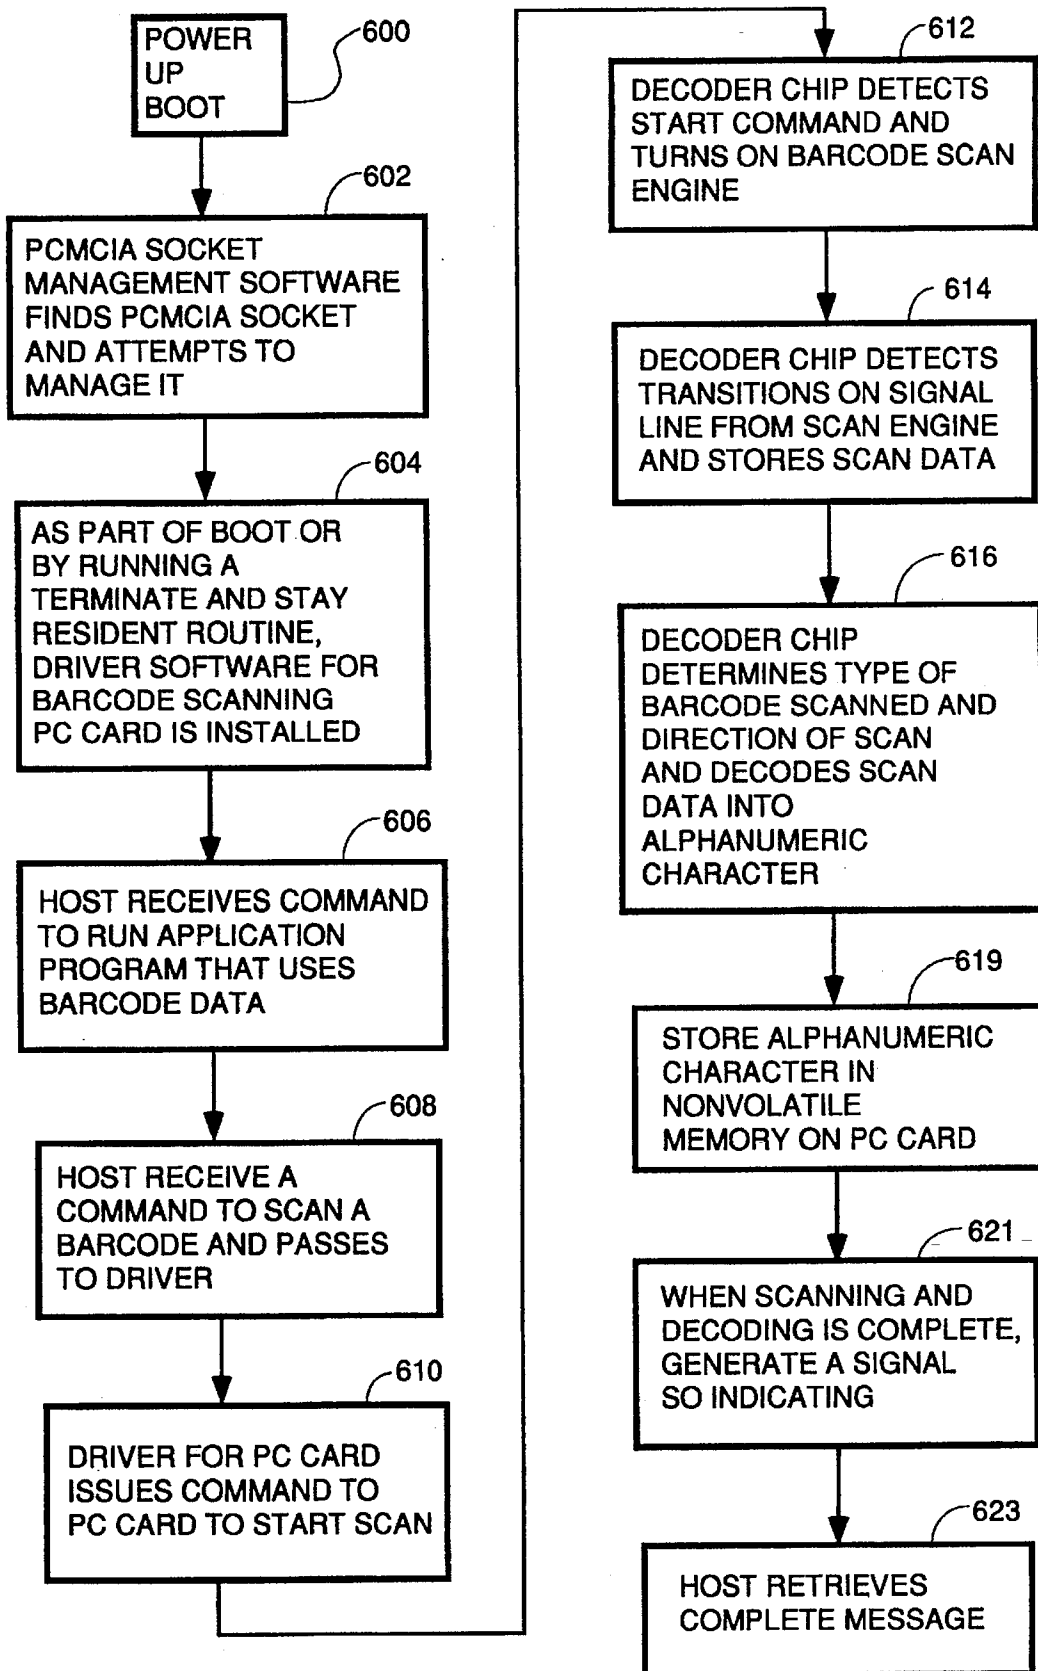 POWER
UP
BOOT
600
602
PCMCIA SOCKET
MANAGEMENT SOFTWARE
FINDS PCMCIA SOCKET
AND ATTEMPTS TO
MANAGE IT
604
AS PART OF BOOT OR
BY RUNNING A
TERMINATE AND STAY
RESIDENT ROUTINE,
DRIVER SOFTWARE FOR
BARCODE SCANNING
PC CARD IS INSTALLED
606
HOST RECEIVES COMMAND
TO RUN APPLICATION
PROGRAM THAT USES
BARCODE DATA
608
HOST RECEIVE A
COMMAND TO SCAN A
BARCODE AND PASSES
TO DRIVER
610
DRIVER FOR PC CARD
ISSUES COMMAND TO
PC CARD TO START SCAN
612
DECODER CHIP DETECTS
START COMMAND AND
TURNS ON BARCODE SCAN
ENGINE
614
DECODER CHIP DETECTS
TRANSITIONS ON SIGNAL
LINE FROM SCAN ENGINE
AND STORES SCAN DATA
616
DECODER CHIP
DETERMINES TYPE OF
BARCODE SCANNED AND
DIRECTION OF SCAN
AND DECODES SCAN
DATA INTO
ALPHANUMERIC
CHARACTER
619
STORE ALPHANUMERIC
CHARACTER IN
NONVOLATILE
MEMORY ON PC CARD
621
WHEN SCANNING AND
DECODING IS COMPLETE,
GENERATE A SIGNAL
SO INDICATING
623
HOST RETRIEVES
COMPLETE MESSAGE